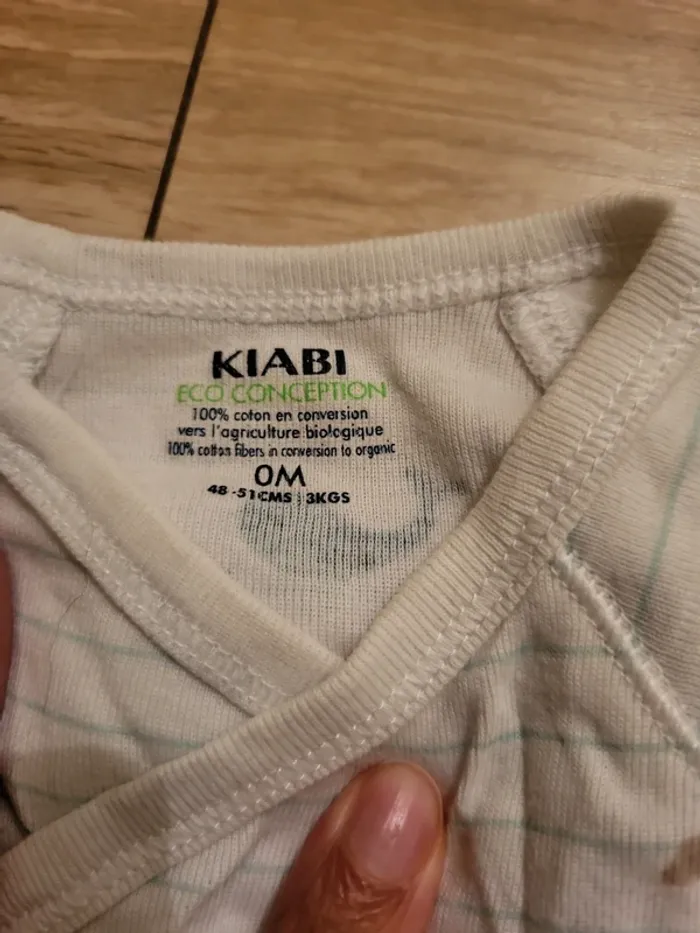 KIABI
ECO CONCEPTION
100% coton en conversion
vers l'agriculture biologique
100% cotton fibers in conversion to organic
0M
48-51CMS | 3KGS